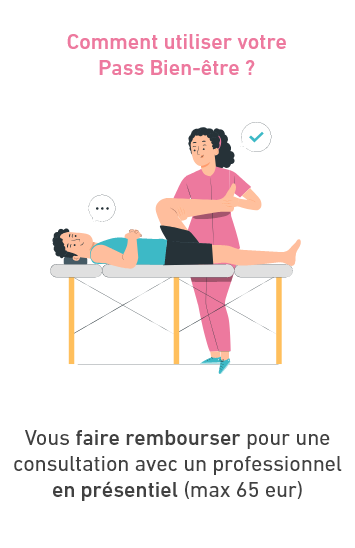 Comment utiliser votre
Pass Bien-être ?
Vous faire rembourser pour une
consultation avec un professionnel
en présentiel (max 65 eur)